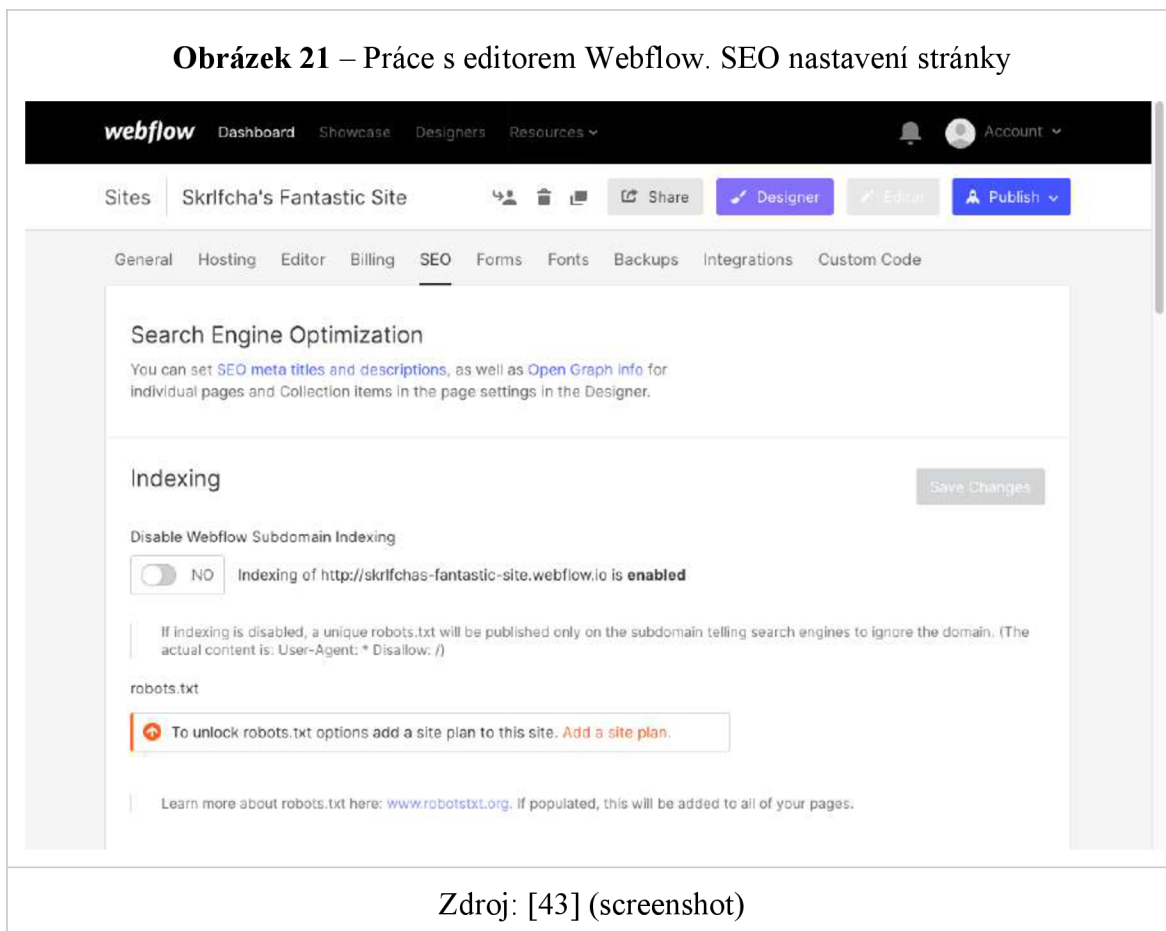 Obrázek 21 – Práce s editorem Webflow. SEO nastavení stránky
webflow Dashboard Showcase Designers Resources Account
Sites Skrlfcha's Fantastic Site Share Designer Editor Publish
General Hosting Editor Billing SEO Forms Fonts Backups Integrations Custom Code
Search Engine Optimization
You can set SEO meta titles and descriptions, as well as Open Graph info for
individual pages and Collection items in the page settings in the Designer.
Indexing
Save Changes
Disable Webflow Subdomain Indexing
NO Indexing of http://skrlfchas-fantastic-site.webflow.io is enabled
If indexing is disabled, a unique robots.txt will be published only on the subdomain telling search engines to ignore the domain. (The
actual content is: User-Agent: * Disallow: /)
robots.txt
To unlock robots.txt options add a site plan to this site. Add a site plan.
Learn more about robots.txt here: www.robotstxt.org. If populated, this will be added to all of your pages.
Zdroj: [43] (screenshot)